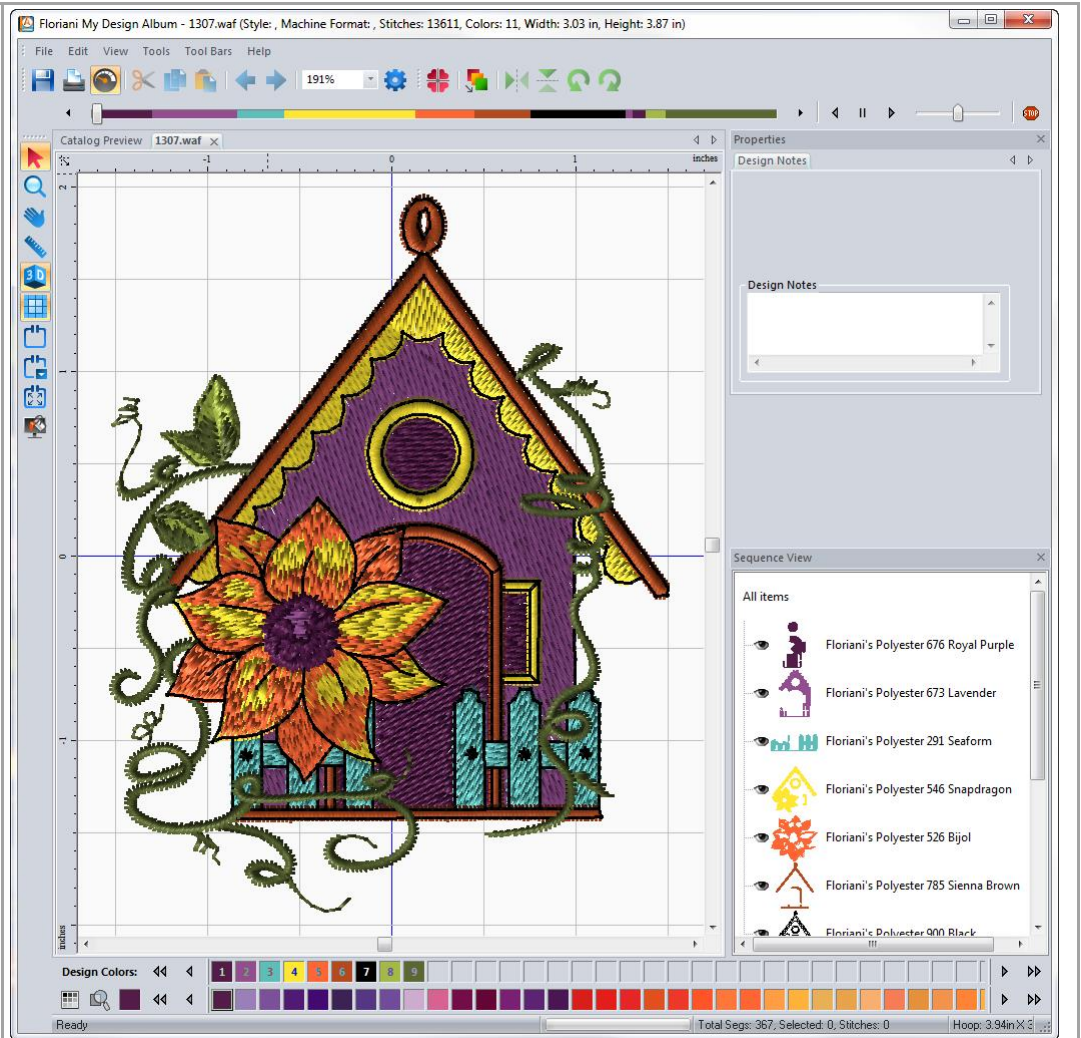 Floriani My Design Album - 1307.waf (Style: , Machine Format: , Stitches: 13611, Colors: 11, Width: 3.03 in, Height: 3.87 in)
File Edit View Tools Tool Bars Help
191%
STOP
Catalog Preview 1307.waf
Properties
-1 0 1 inches
Design Notes
2
3D
Design Notes
1
0
Sequence View
All items
Floriani's Polyester 676 Royal Purple
Floriani's Polyester 673 Lavender
-1
Floriani's Polyester 291 Seaform
Floriani's Polyester 546 Snapdragon
Floriani's Polyester 526 Bijol
Floriani's Polyester 785 Sienna Brown
Floriani's Polyester 900 Black
inches
Design Colors: 1 2 3 4 5 6 7 8 9
Ready Total Segs: 367, Selected: 0, Stitches: 0 Hoop: 3.94in X 3